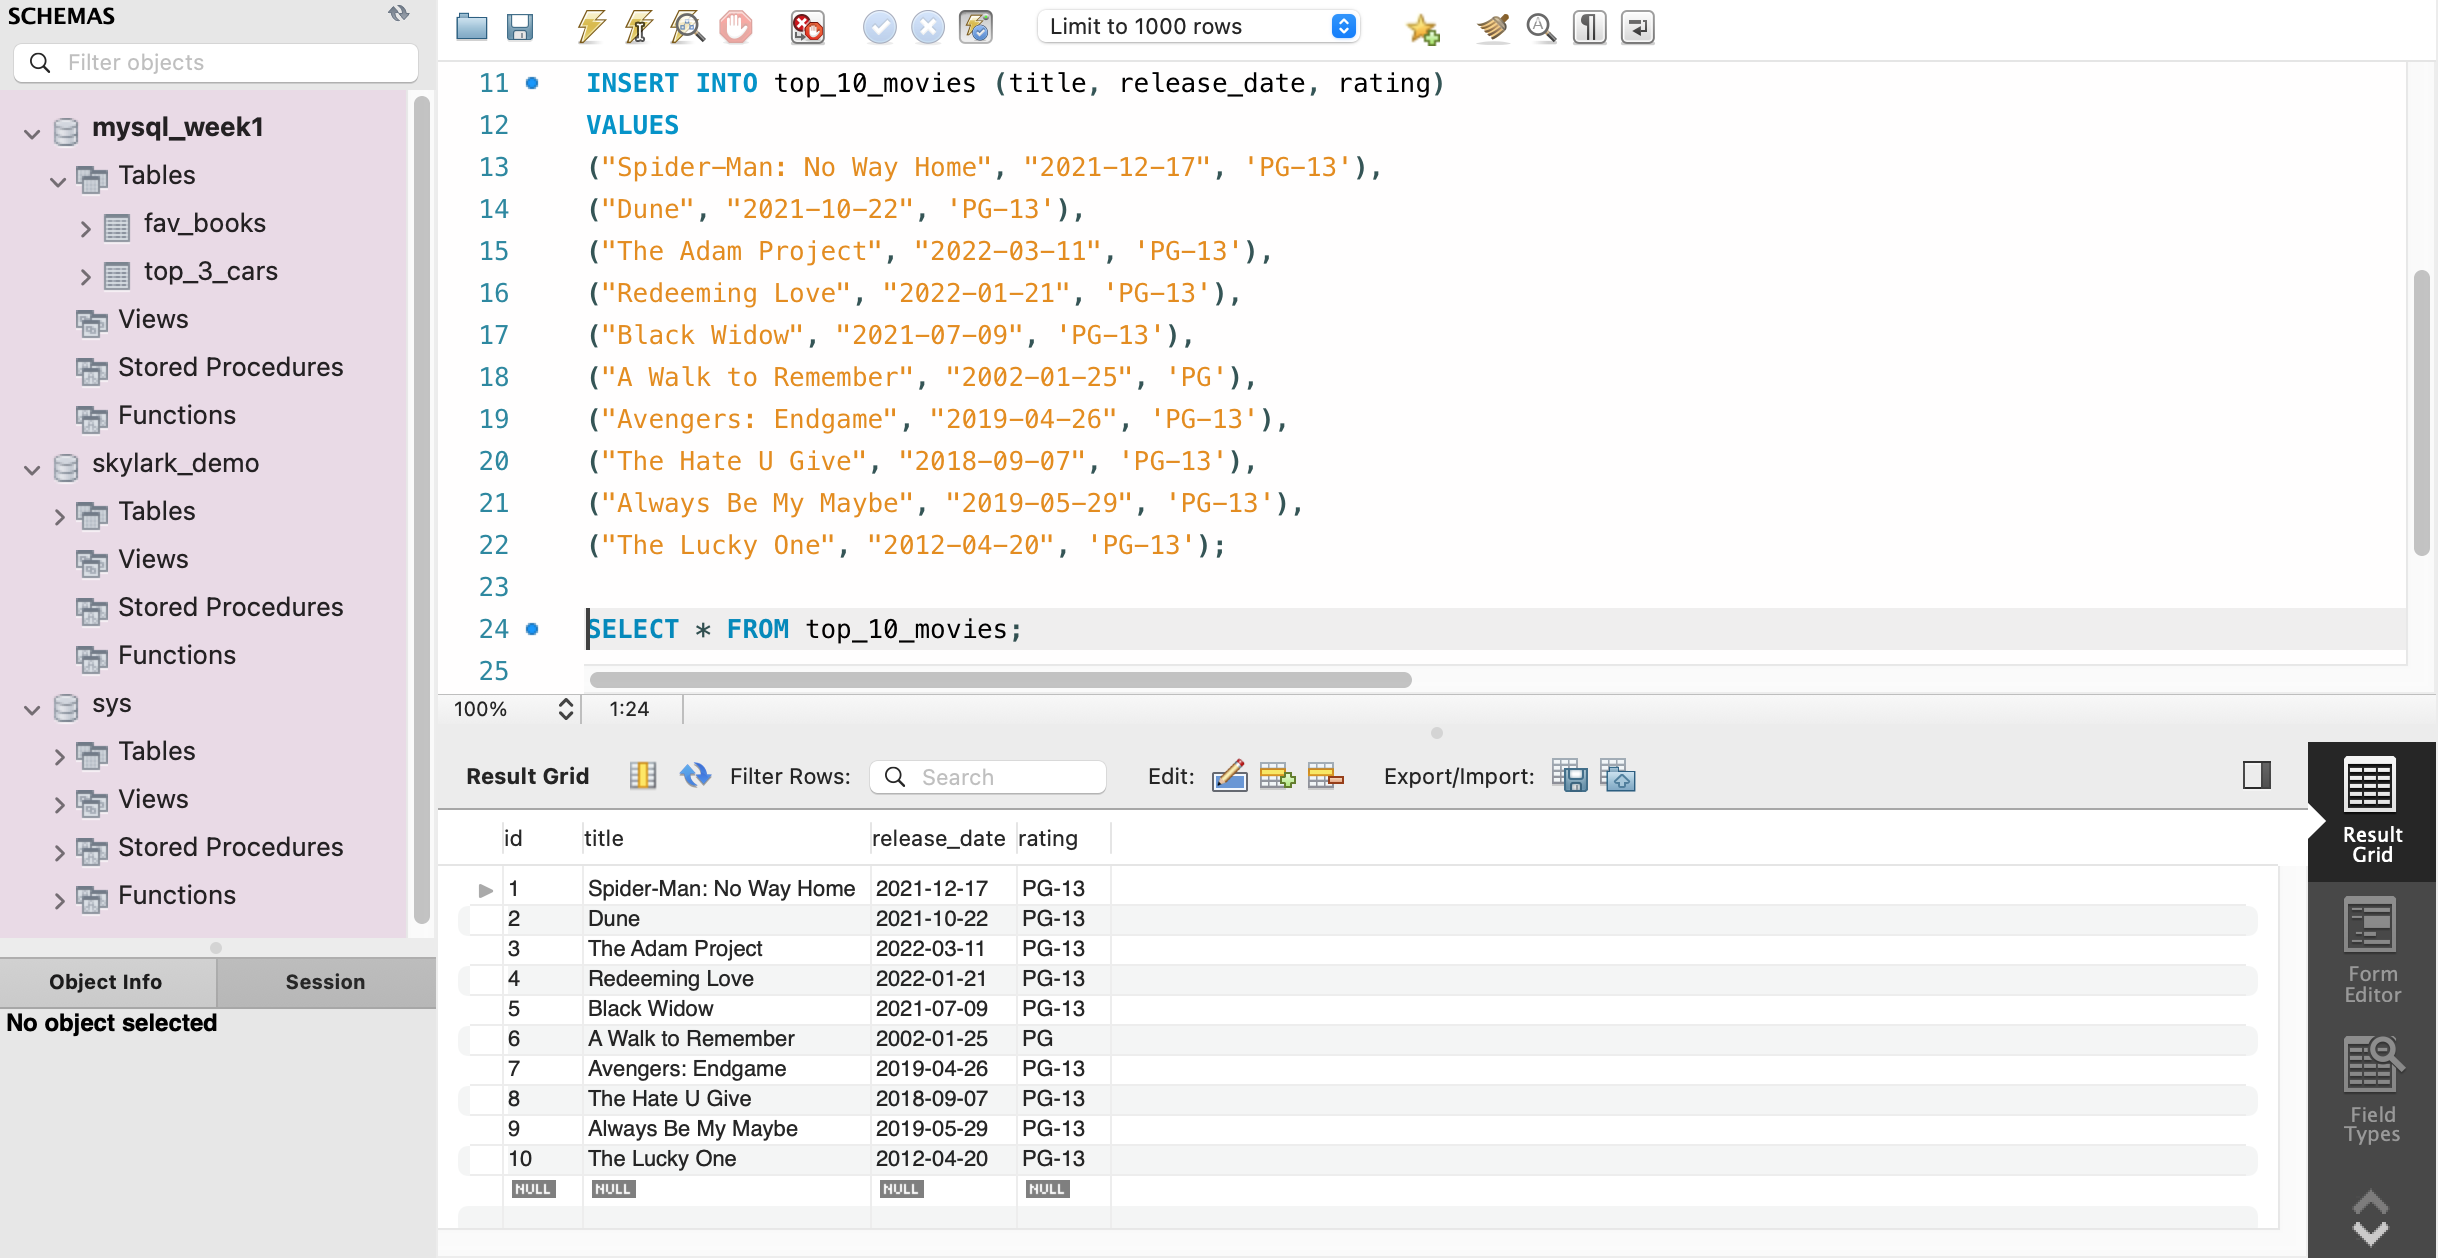 SCHEMAS
Filter objects
mysql_week1
Tables
fav_books
top_3_cars
Views
Stored Procedures
Functions
skylark_demo
Tables
Views
Stored Procedures
Functions
sys
Tables
Views
Stored Procedures
Functions
Object Info Session
No object selected
Limit to 1000 rows
11 INSERT INTO top_10_movies (title, release_date, rating)
12 VALUES
13 ("Spider-Man: No Way Home", "2021-12-17", 'PG-13'),
14 ("Dune", "2021-10-22", 'PG-13'),
15 ("The Adam Project", "2022-03-11", 'PG-13'),
16 ("Redeeming Love", "2022-01-21", 'PG-13'),
17 ("Black Widow", "2021-07-09", 'PG-13'),
18 ("A Walk to Remember", "2002-01-25", 'PG'),
19 ("Avengers: Endgame", "2019-04-26", 'PG-13'),
20 ("The Hate U Give", "2018-09-07", 'PG-13'),
21 ("Always Be My Maybe", "2019-05-29", 'PG-13'),
22 ("The Lucky One", "2012-04-20", 'PG-13');
23
24 SELECT * FROM top_10_movies;
25
100% 1:24
Result Grid Filter Rows: Search Edit: Export/Import:
id title release_date rating
1 Spider-Man: No Way Home 2021-12-17 PG-13
2 Dune 2021-10-22 PG-13
3 The Adam Project 2022-03-11 PG-13
4 Redeeming Love 2022-01-21 PG-13
5 Black Widow 2021-07-09 PG-13
6 A Walk to Remember 2002-01-25 PG
7 Avengers: Endgame 2019-04-26 PG-13
8 The Hate U Give 2018-09-07 PG-13
9 Always Be My Maybe 2019-05-29 PG-13
10 The Lucky One 2012-04-20 PG-13
NULL NULL NULL NULL
Result
Grid
Form
Editor
Field
Types